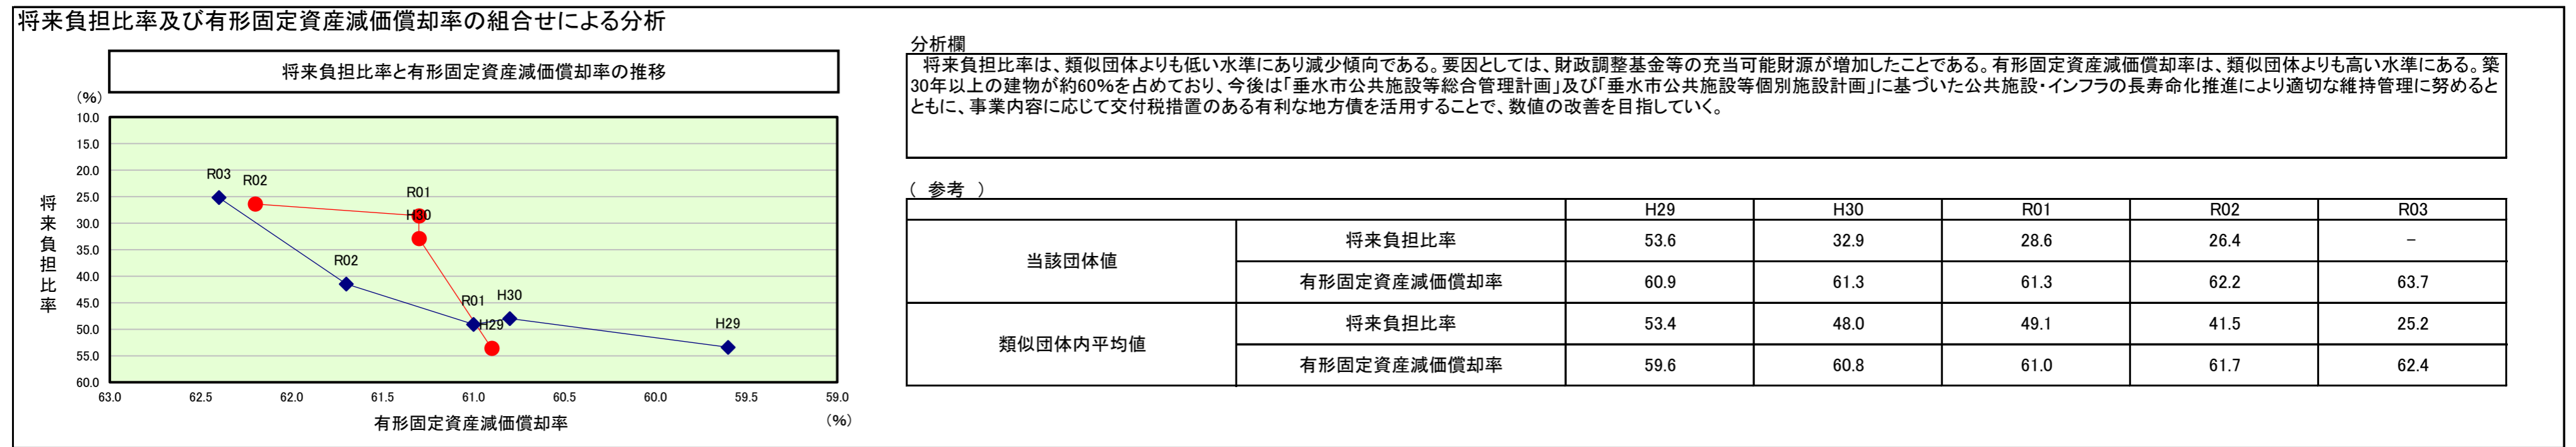 将来負担比率及び有形固定資産減価償却率の組合せによる分析
将来負担比率と有形固定資産減価償却率の推移
(%)
10.0
15.0
20.0
25.0
30.0
35.0
40.0
45.0
50.0
55.0
60.0
将来負担比率
R03
R02
R01
H30
R02
R01
H30
H29
H29
63.0 62.5 62.0 61.5 61.0 60.5 60.0 59.5 59.0
有形固定資産減価償却率
(%)
分析欄
将来負担比率は、類似団体よりも低い水準にあり減少傾向である。要因としては、財政調整基金等の充当可能財源が増加したことである。有形固定資産減価償却率は、類似団体よりも高い水準にある。築
30年以上の建物が約60%を占めており、今後は「垂水市公共施設等総合管理計画」及び「垂水市公共施設等個別施設計画」に基づいた公共施設・インフラの長寿命化推進により適切な維持管理に努めると
ともに、事業内容に応じて交付税措置のある有利な地方債を活用することで、数値の改善を目指していく。
( 参考 )
H29 H30 R01 R02 R03
当該団体値
将来負担比率 53.6 32.9 28.6 26.4 -
有形固定資産減価償却率 60.9 61.3 61.3 62.2 63.7
類似団体内平均値
将来負担比率 53.4 48.0 49.1 41.5 25.2
有形固定資産減価償却率 59.6 60.8 61.0 61.7 62.4